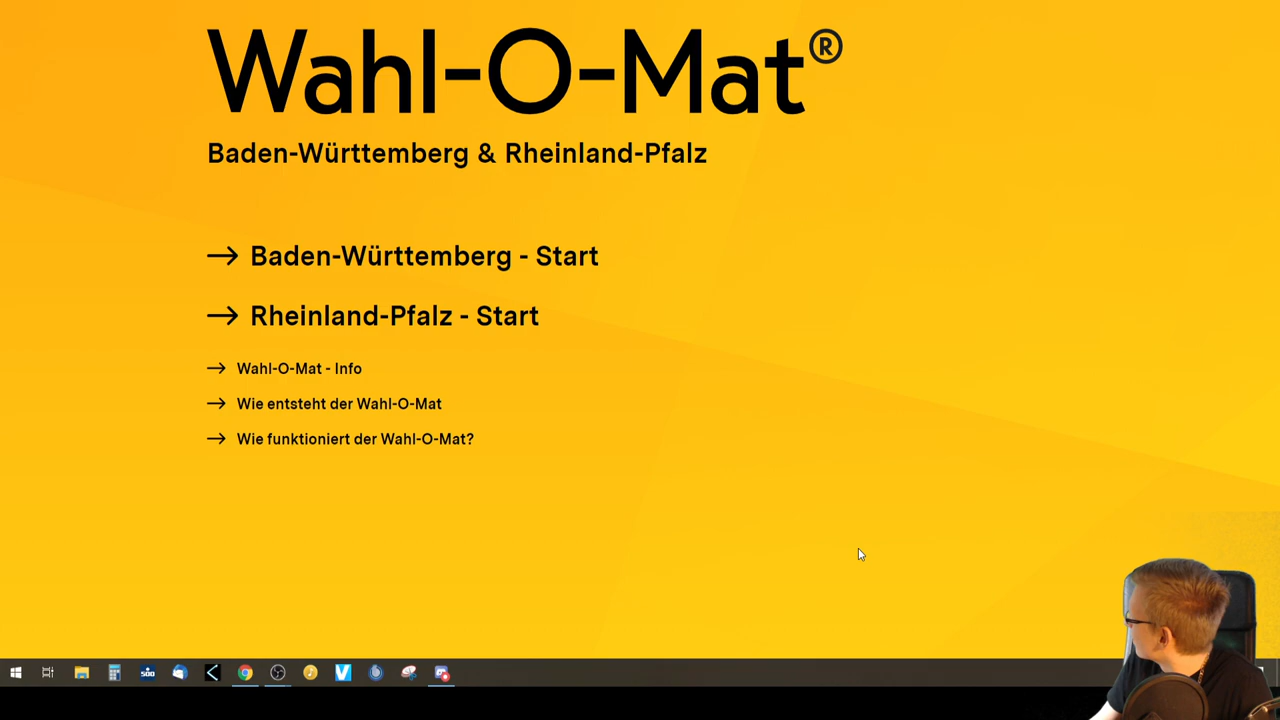 Wahl-O-Mat®
Baden-Württemberg & Rheinland-Pfalz
→ Baden-Württemberg - Start
→ Rheinland-Pfalz - Start
→ Wahl-O-Mat - Info
→ Wie entsteht der Wahl-O-Mat
→ Wie funktioniert der Wahl-O-Mat?
500
V